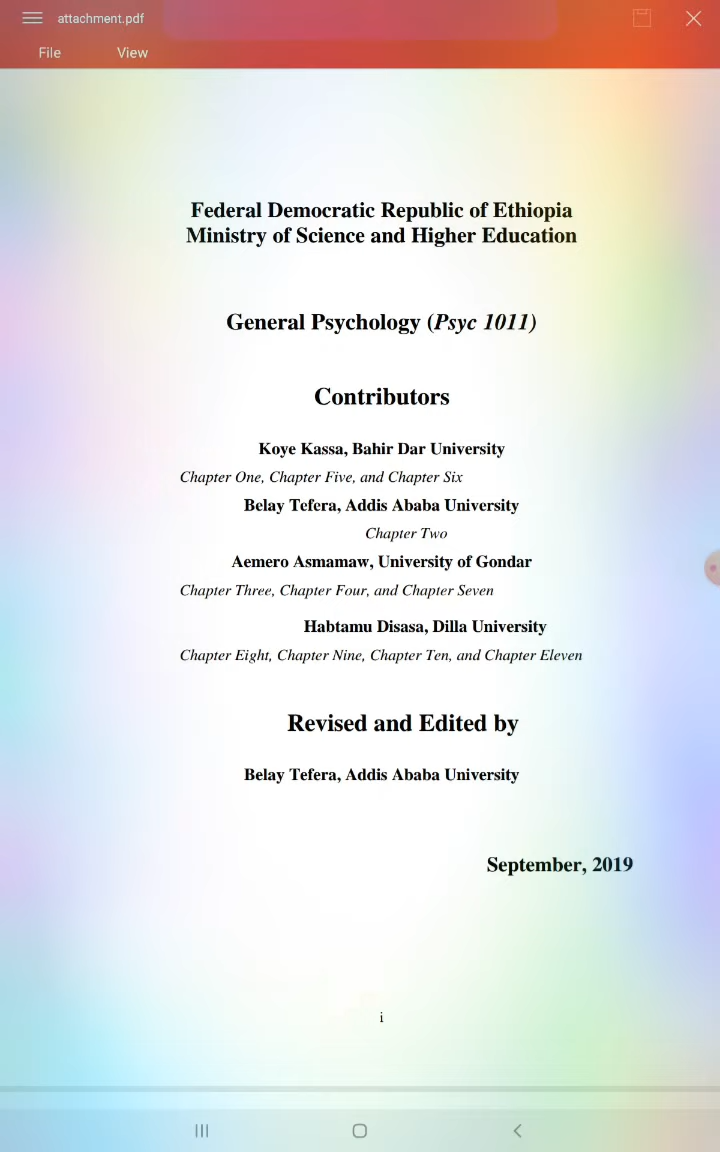 attachment.pdf
File View
Federal Democratic Republic of Ethiopia
Ministry of Science and Higher Education
General Psychology (Psyc 1011)
Contributors
Koye Kassa, Bahir Dar University
Chapter One, Chapter Five, and Chapter Six
Belay Tefera, Addis Ababa University
Chapter Two
Aemero Asmamaw, University of Gondar
Chapter Three, Chapter Four, and Chapter Seven
Habtamu Disasa, Dilla University
Chapter Eight, Chapter Nine, Chapter Ten, and Chapter Eleven
Revised and Edited by
Belay Tefera, Addis Ababa University
September, 2019
i